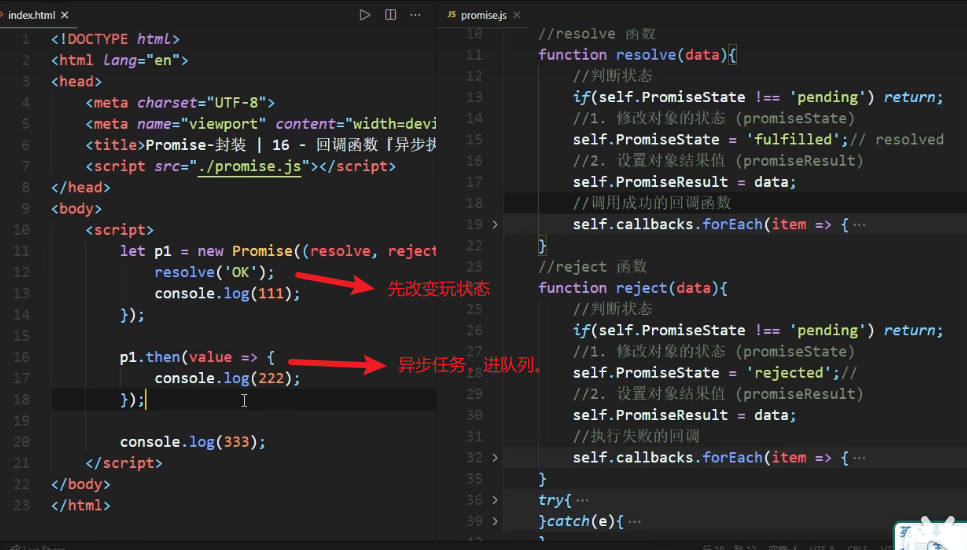 index.html
JS promise.js
1 <!DOCTYPE html>
2 <html lang="en">
3 <head>
4 <meta charset="UTF-8">
5 <meta name="viewport" content="width=devi
6 <title>Promise-封装 | 16 - 回调函数『异步执
7 <script src="./promise.js"></script>
8 </head>
9 <body>
10 <script>
11 let p1 = new Promise((resolve, reject
12 resolve('OK');
13 console.log(111);
14 });
15
16 p1.then(value => {
17 console.log(222);
18 });
19
20 console.log(333);
21 </script>
22 </body>
23 </html>
先改变玩状态
异步任务，进队列。
10 //resolve 函数
11 function resolve(data){
12 //判断状态
13 if(self.PromiseState !== 'pending') return;
14 //1. 修改对象的状态 (promiseState)
15 self.PromiseState = 'fulfilled';// resolved
16 //2. 设置对象结果值 (promiseResult)
17 self.PromiseResult = data;
18 //调用成功的回调函数
19 self.callbacks.forEach(item => {…
22 }
23 //reject 函数
function reject(data){
25 //判断状态
26 if(self.PromiseState !== 'pending') return;
27 //1. 修改对象的状态 (promiseState)
28 self.PromiseState = 'rejected';//
29 //2. 设置对象结果值 (promiseResult)
30 self.PromiseResult = data;
31 //执行失败的回调
32 self.callbacks.forEach(item => {…
35 }
36 try{…
39 }catch(e){…
英